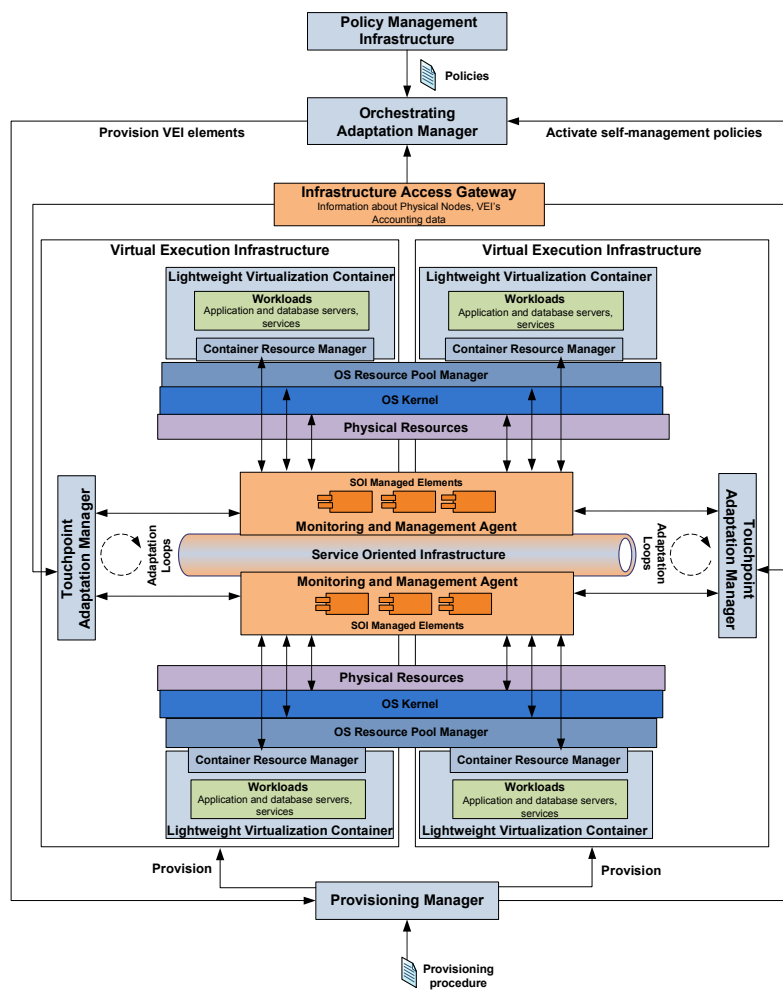 Policy Management
Infrastructure
Policies
Orchestrating
Adaptation Manager
Provision VEI elements
Activate self-management policies
Infrastructure Access Gateway
Information about Physical Nodes, VEI's
Accounting data
Virtual Execution Infrastructure
Virtual Execution Infrastructure
Lightweight Virtualization Container
Lightweight Virtualization Container
Workloads
Application and database servers,
services
Workloads
Application and database servers,
services
Container Resource Manager
Container Resource Manager
OS Resource Pool Manager
OS Kernel
Physical Resources
SOI Managed Elements
Monitoring and Management Agent
Touchpoint
Adaptation Manager
Adaptation
Loops
Service Oriented Infrastructure
Adaptation
Loops
Touchpoint
Adaptation Manager
Monitoring and Management Agent
SOI Managed Elements
Physical Resources
OS Kernel
OS Resource Pool Manager
Container Resource Manager
Container Resource Manager
Workloads
Application and database servers,
services
Workloads
Application and database servers,
services
Lightweight Virtualization Container
Lightweight Virtualization Container
Provision
Provision
Provisioning Manager
Provisioning
procedure